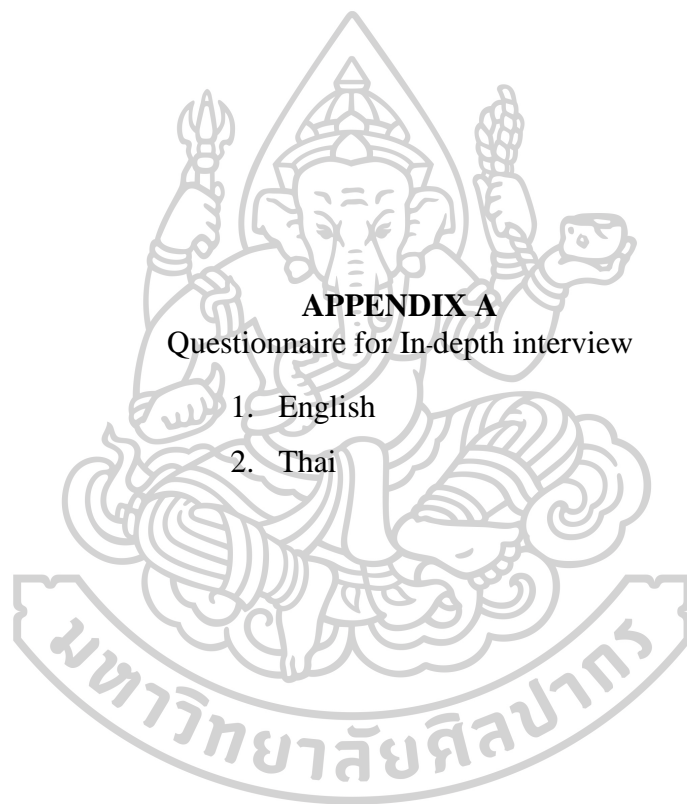 APPENDIX A
Questionnaire for In-depth interview
1. English
2. Thai
มหาวิทยาลัยศิลปากร